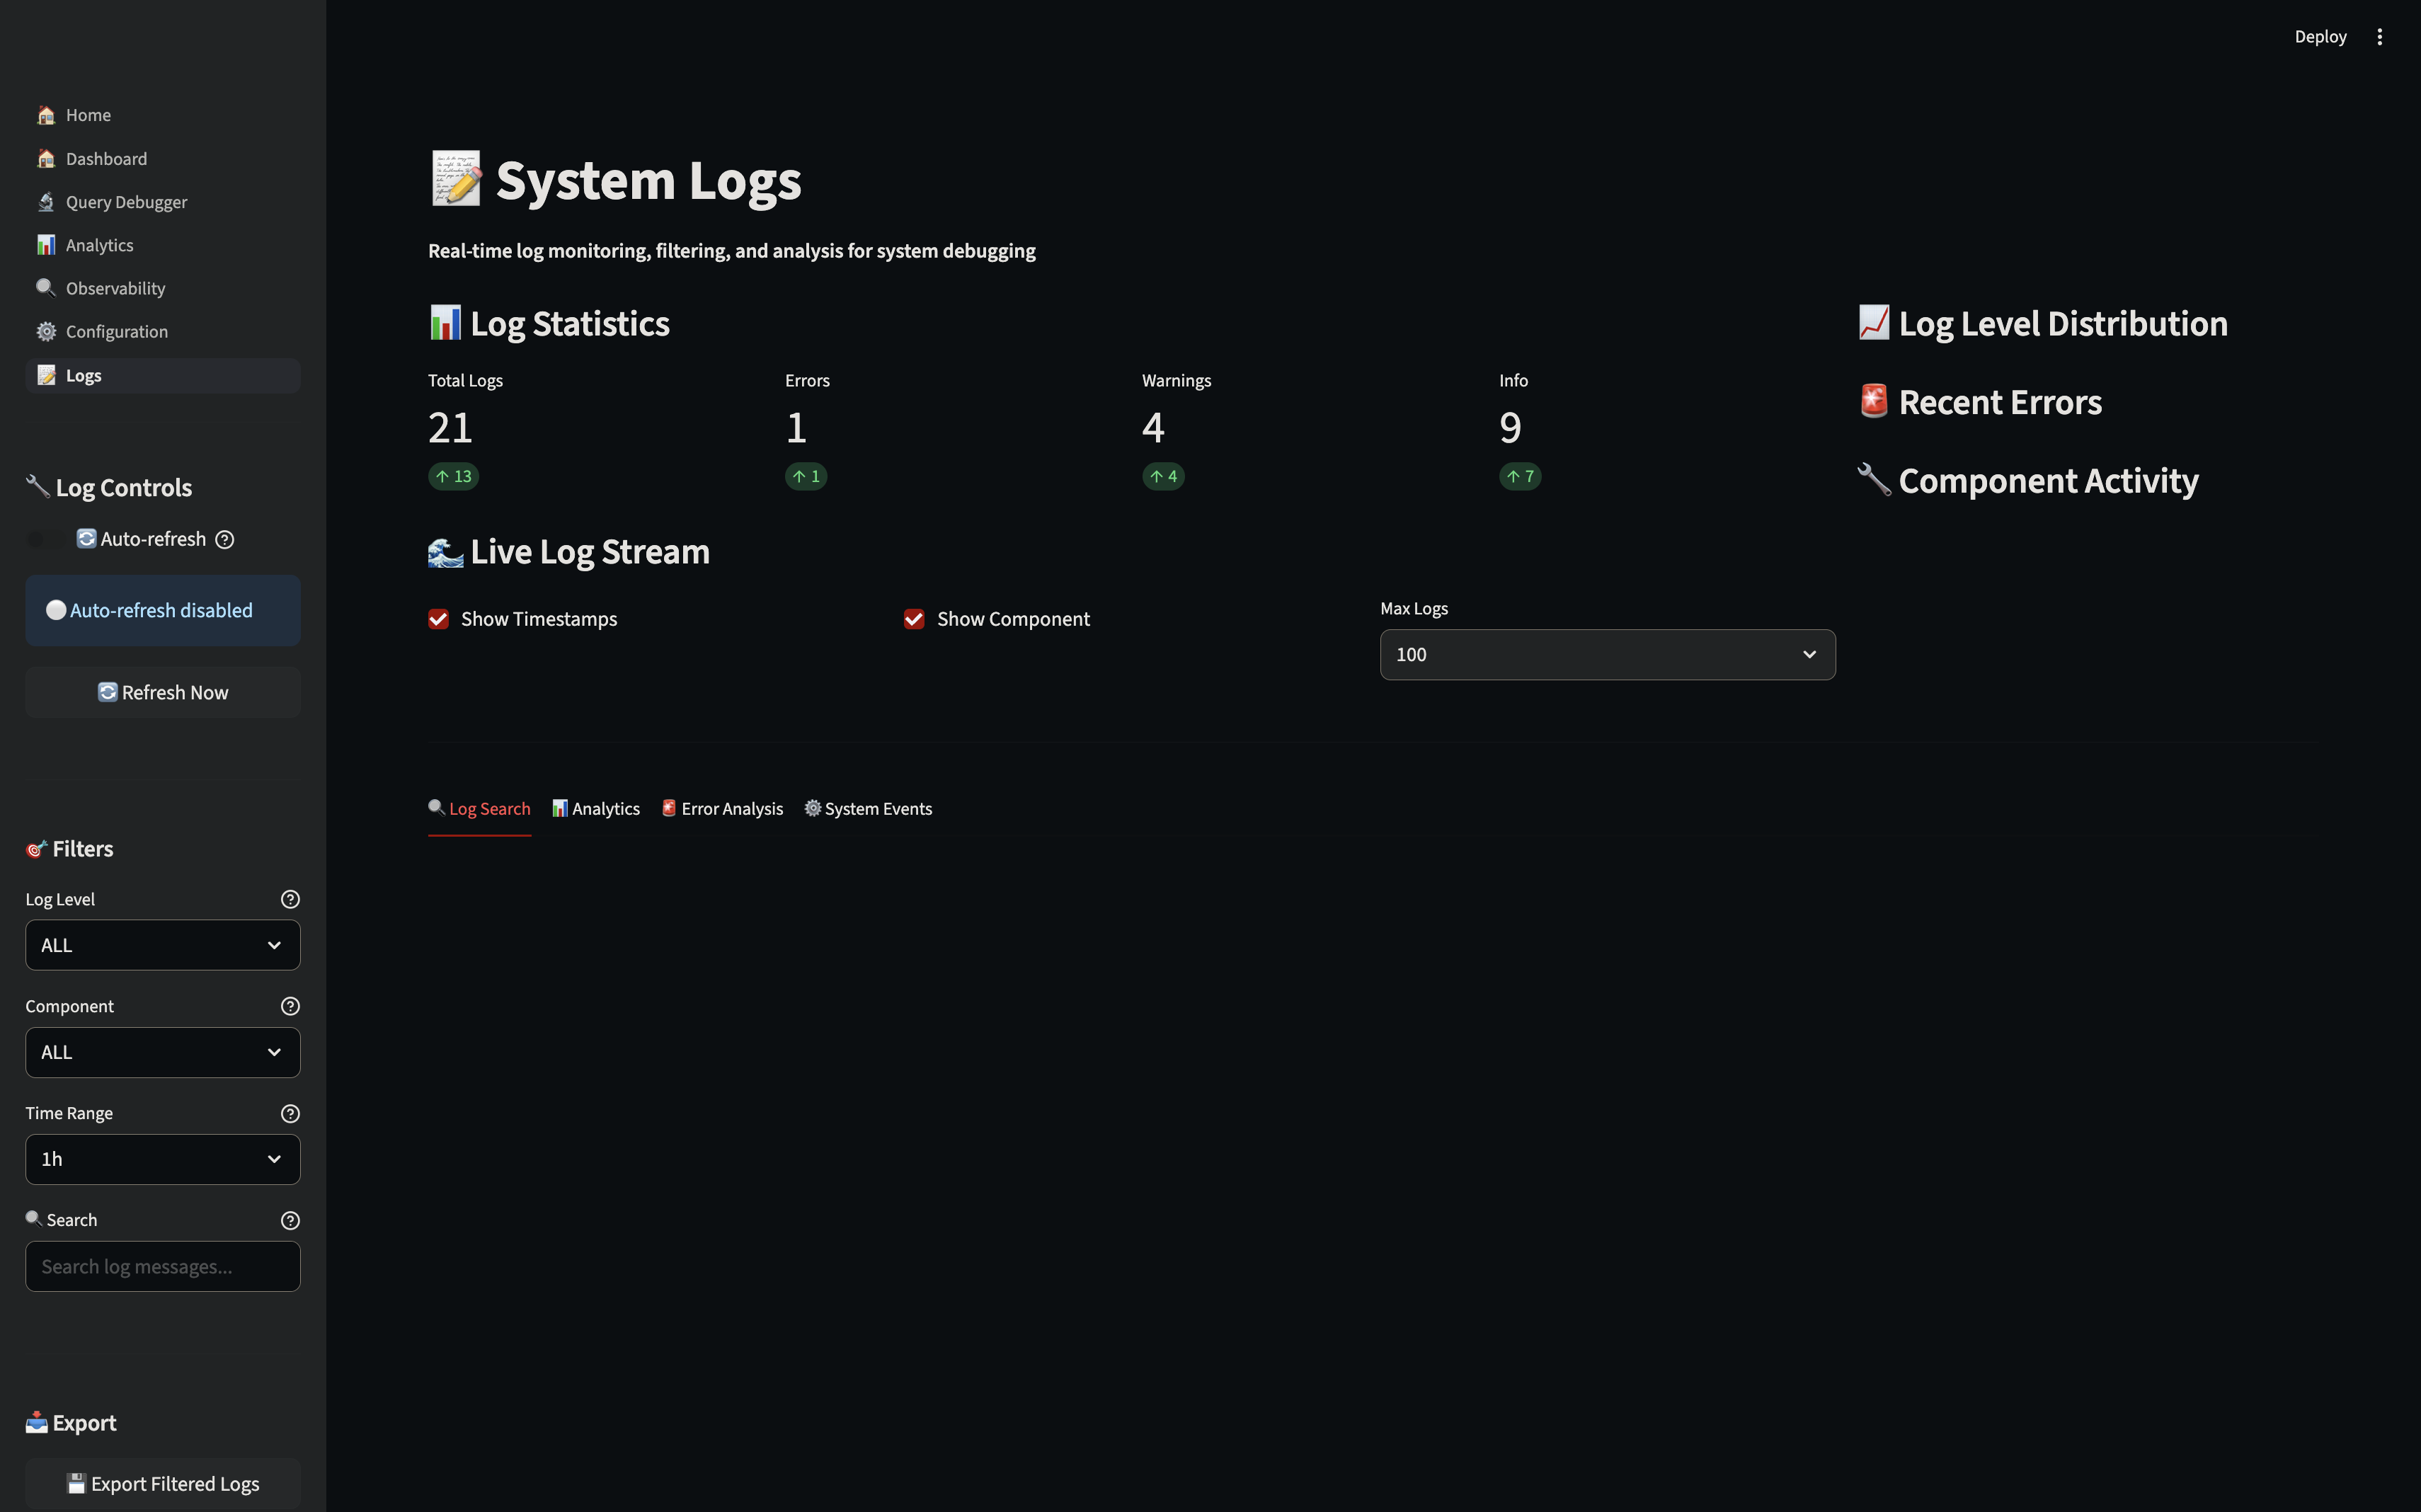 Deploy
Home
Dashboard
Query Debugger
Analytics
Observability
Configuration
Logs
Log Controls
Auto-refresh
Auto-refresh disabled
Refresh Now
Filters
Log Level
ALL
Component
ALL
Time Range
1h
Search
Search log messages...
Export
Export Filtered Logs
System Logs
Real-time log monitoring, filtering, and analysis for system debugging
Log Statistics
Total Logs
21
↑ 13
Errors
1
↑ 1
Warnings
4
↑ 4
Info
9
↑ 7
Live Log Stream
Show Timestamps
Show Component
Max Logs
100
Log Level Distribution
Recent Errors
Component Activity
Log Search
Analytics
Error Analysis
System Events